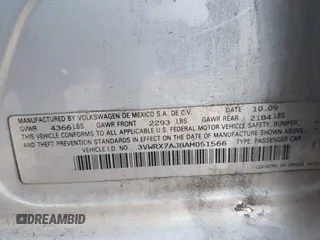 MANUFACTURED BY VOLKSWAGEN DE MEXICO S.A. DE C.V. 10.09
GVWR 4366LBS GAWR FRONT 2293 LBS GAWR REAR 2184LBS
THIS VEHICLE CONFORMS TO ALL APPLICABLE U.S. FEDERAL MOTOR VEHICLE SAFETY, BUMPER,
AND THEFT PREVENTION STANDARDS IN EFFECT ON THE DATE OF MANUFACTURE SHOWN ABOVE.
VEHICLE I.D. NO. 3VWRX7AJ8AM051566 TYPE: PASSENGER CAR
DREAMBID